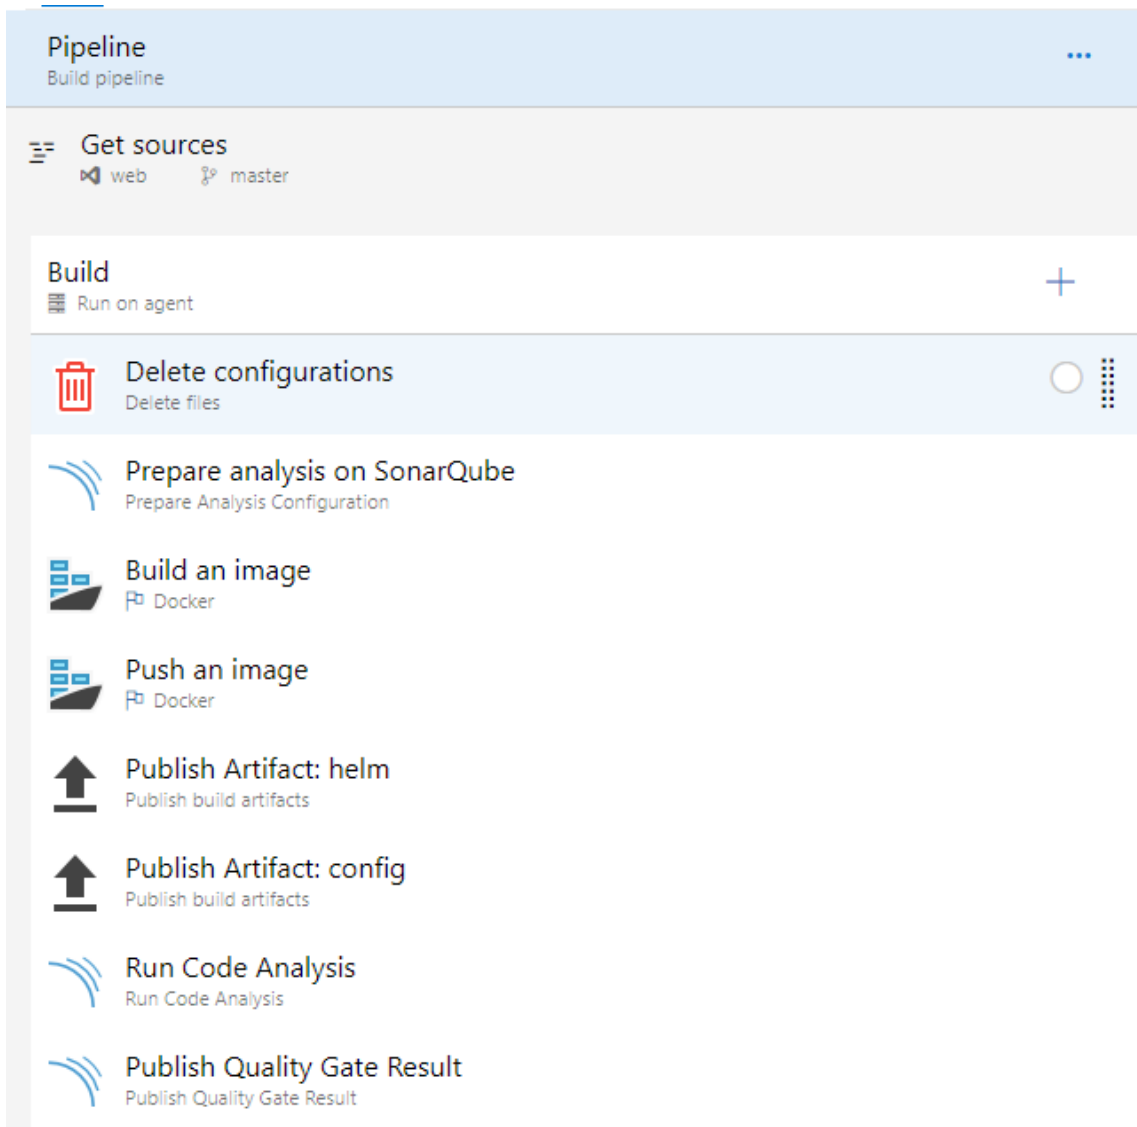 Pipeline
Build pipeline
Get sources
web master
Build
Run on agent
Delete configurations
Delete files
Prepare analysis on SonarQube
Prepare Analysis Configuration
Build an image
Docker
Push an image
Docker
Publish Artifact: helm
Publish build artifacts
Publish Artifact: config
Publish build artifacts
Run Code Analysis
Run Code Analysis
Publish Quality Gate Result
Publish Quality Gate Result